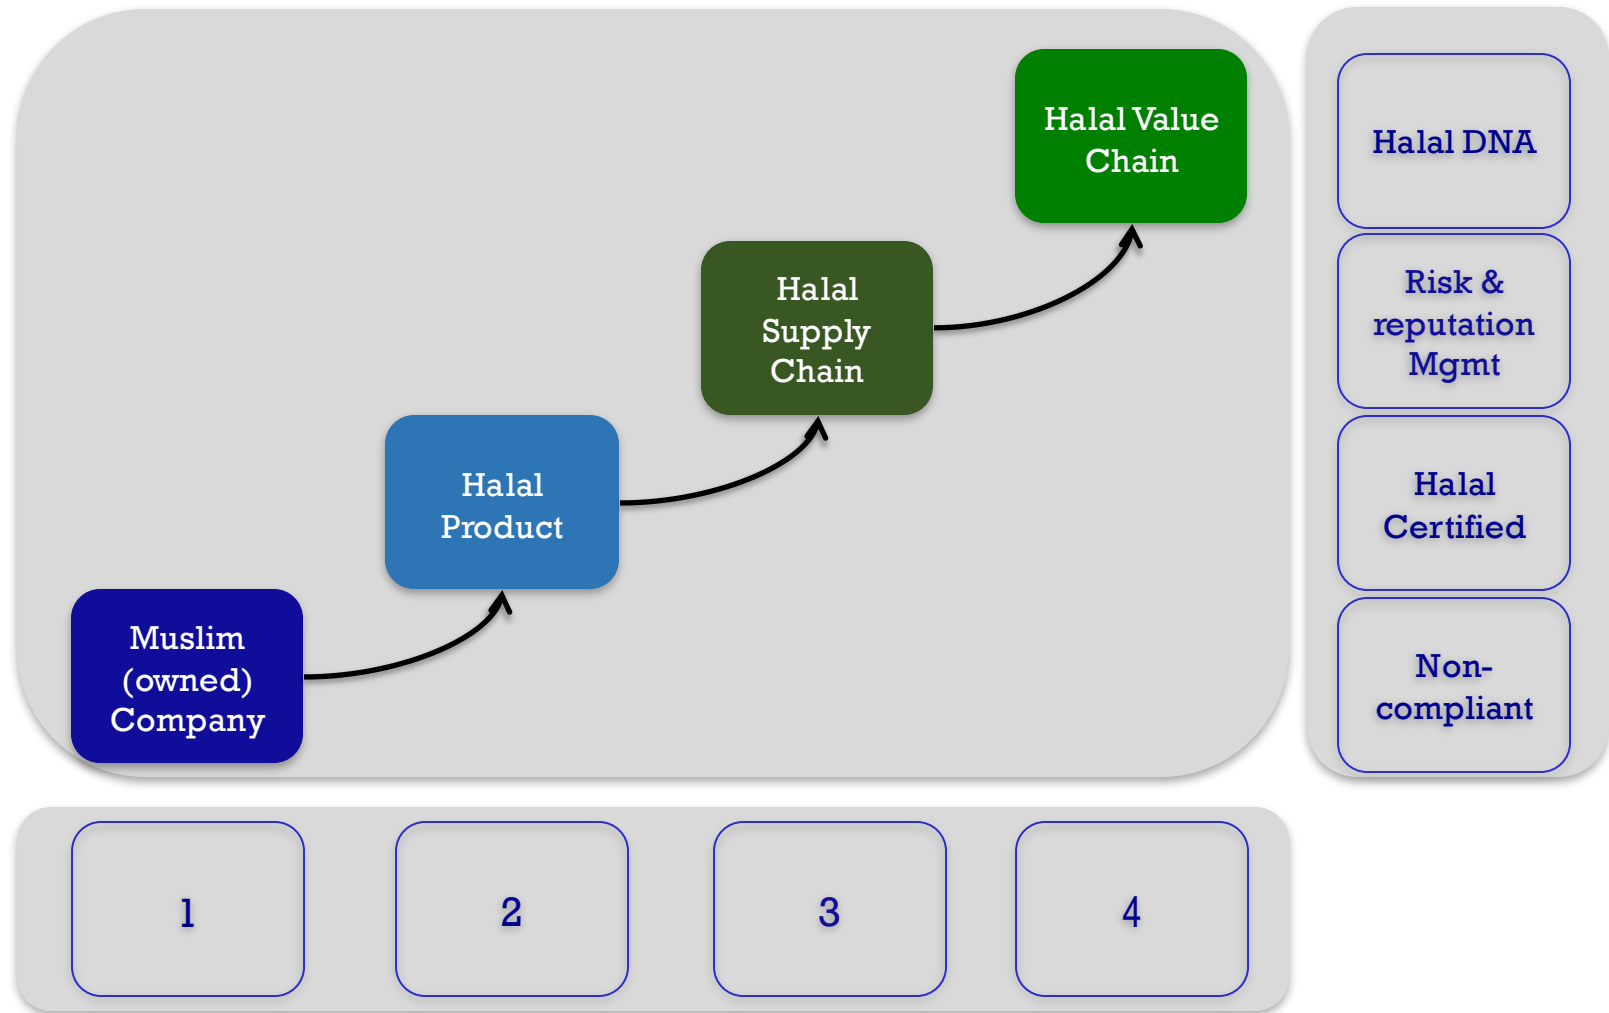 Halal Value
Chain
Halal
Supply
Chain
Halal
Product
Muslim
(owned)
Company
Halal DNA
Risk &
reputation
Mgmt
Halal
Certified
Non-
compliant
1
2
3
4